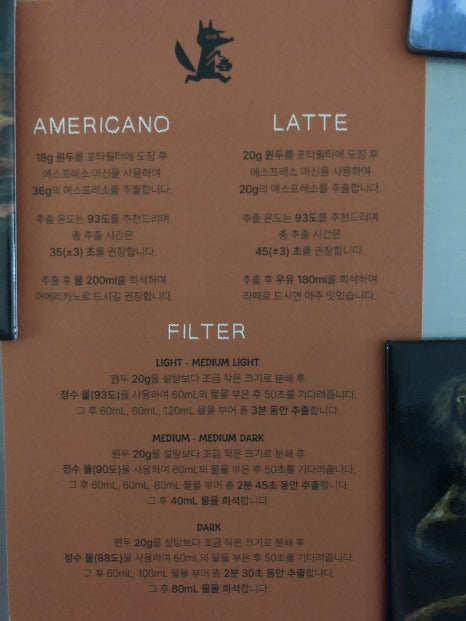 AMERICANO
18g 원두를 포타필터에 도징 후
에스프레소 머신을 사용하여
36g의 에스프레소를 추출합니다.
추출 온도는 93도를 추천드리며
총 추출 시간은
35(±3) 초를 권장합니다.
추출 후 물 200ml를 희석하여
아메리카노로 드시길 권장합니다.
LATTE
20g 원두를 포타필터에 도징 후
에스프레소 머신을 사용하여
20g의 에스프레소를 추출합니다.
추출 온도는 93도를 추천드리며
총 추출 시간은
45(±3) 초를 권장합니다.
추출 후 우유 180ml를 희석하여
라떼로 드시면 아주 맛있습니다.
FILTER
LIGHT - MEDIUM LIGHT
원두 20g을 설탕보다 조금 작은 크기로 분쇄 후
정수 물(93도)을 사용하여 60mL의 물을 부은 후 50초를 기다려줍니다.
그 후 60mL, 60mL, 120mL 물을 부어 총 3분 동안 추출합니다.
MEDIUM - MEDIUM DARK
원두 20g을 설탕보다 조금 작은 크기로 분쇄 후
정수 물(90도)을 사용하여 60mL의 물을 부은 후 50초를 기다려줍니다.
그 후 60mL, 60mL, 80mL 물을 부어 총 2분 45초 동안 추출합니다.
그 후 40mL 물을 희석합니다.
DARK
원두 20g을 설탕보다 조금 작은 크기로 분쇄 후
정수 물(88도)을 사용하여 60mL의 물을 부은 후 50초를 기다려줍니다.
그 후 60mL, 100mL 물을 부어 총 2분 30초 동안 추출합니다.
그 후 80mL 물을 희석합니다.